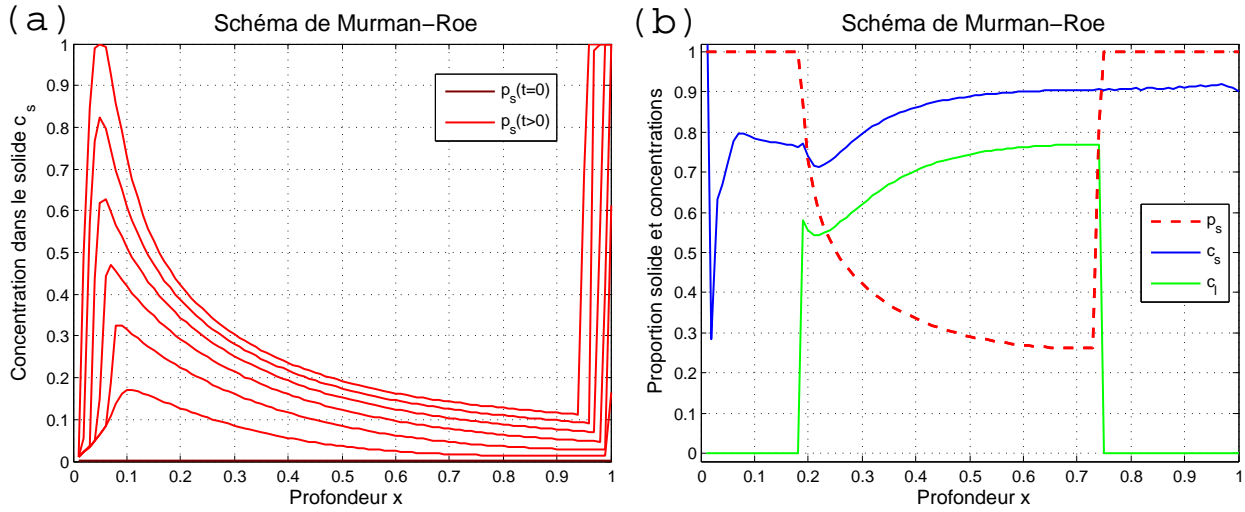 (a)
Schéma de Murman−Roe
Concentration dans le solide c_s
1
0.9
0.8
0.7
0.6
0.5
0.4
0.3
0.2
0.1
0
p_s(t=0)
p_s(t>0)
0 0.1 0.2 0.3 0.4 0.5 0.6 0.7 0.8 0.9 1
Profondeur x
(b)
Schéma de Murman−Roe
Proportion solide et concentrations
1
0.9
0.8
0.7
0.6
0.5
0.4
0.3
0.2
0.1
0
p_s
c_s
c_l
0 0.1 0.2 0.3 0.4 0.5 0.6 0.7 0.8 0.9 1
Profondeur x